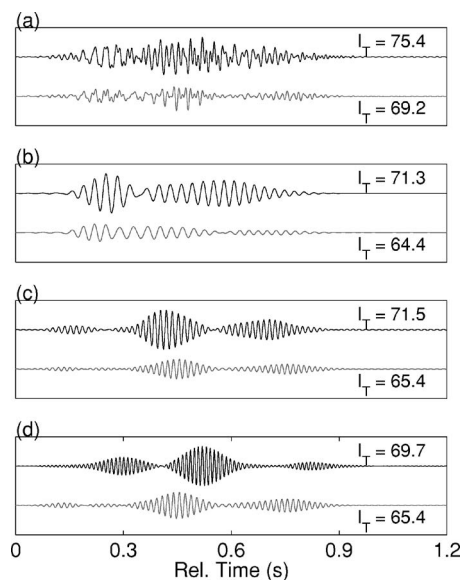 (a)
I_T = 75.4
I_T = 69.2
(b)
I_T = 71.3
I_T = 64.4
(c)
I_T = 71.5
I_T = 65.4
(d)
I_T = 69.7
I_T = 65.4
0 0.3 0.6 0.9 1.2
Rel. Time (s)